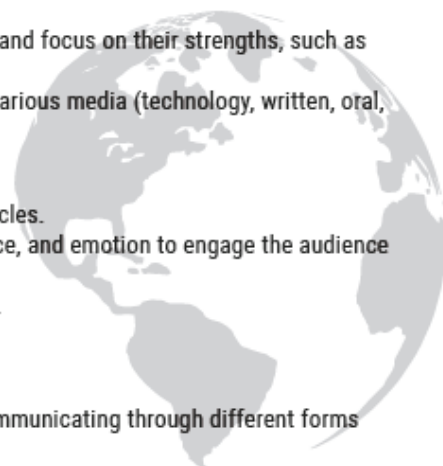 and focus on their strengths, such as
arious media (technology, written, oral,
cles.
ce, and emotion to engage the audience
mmunicating through different forms